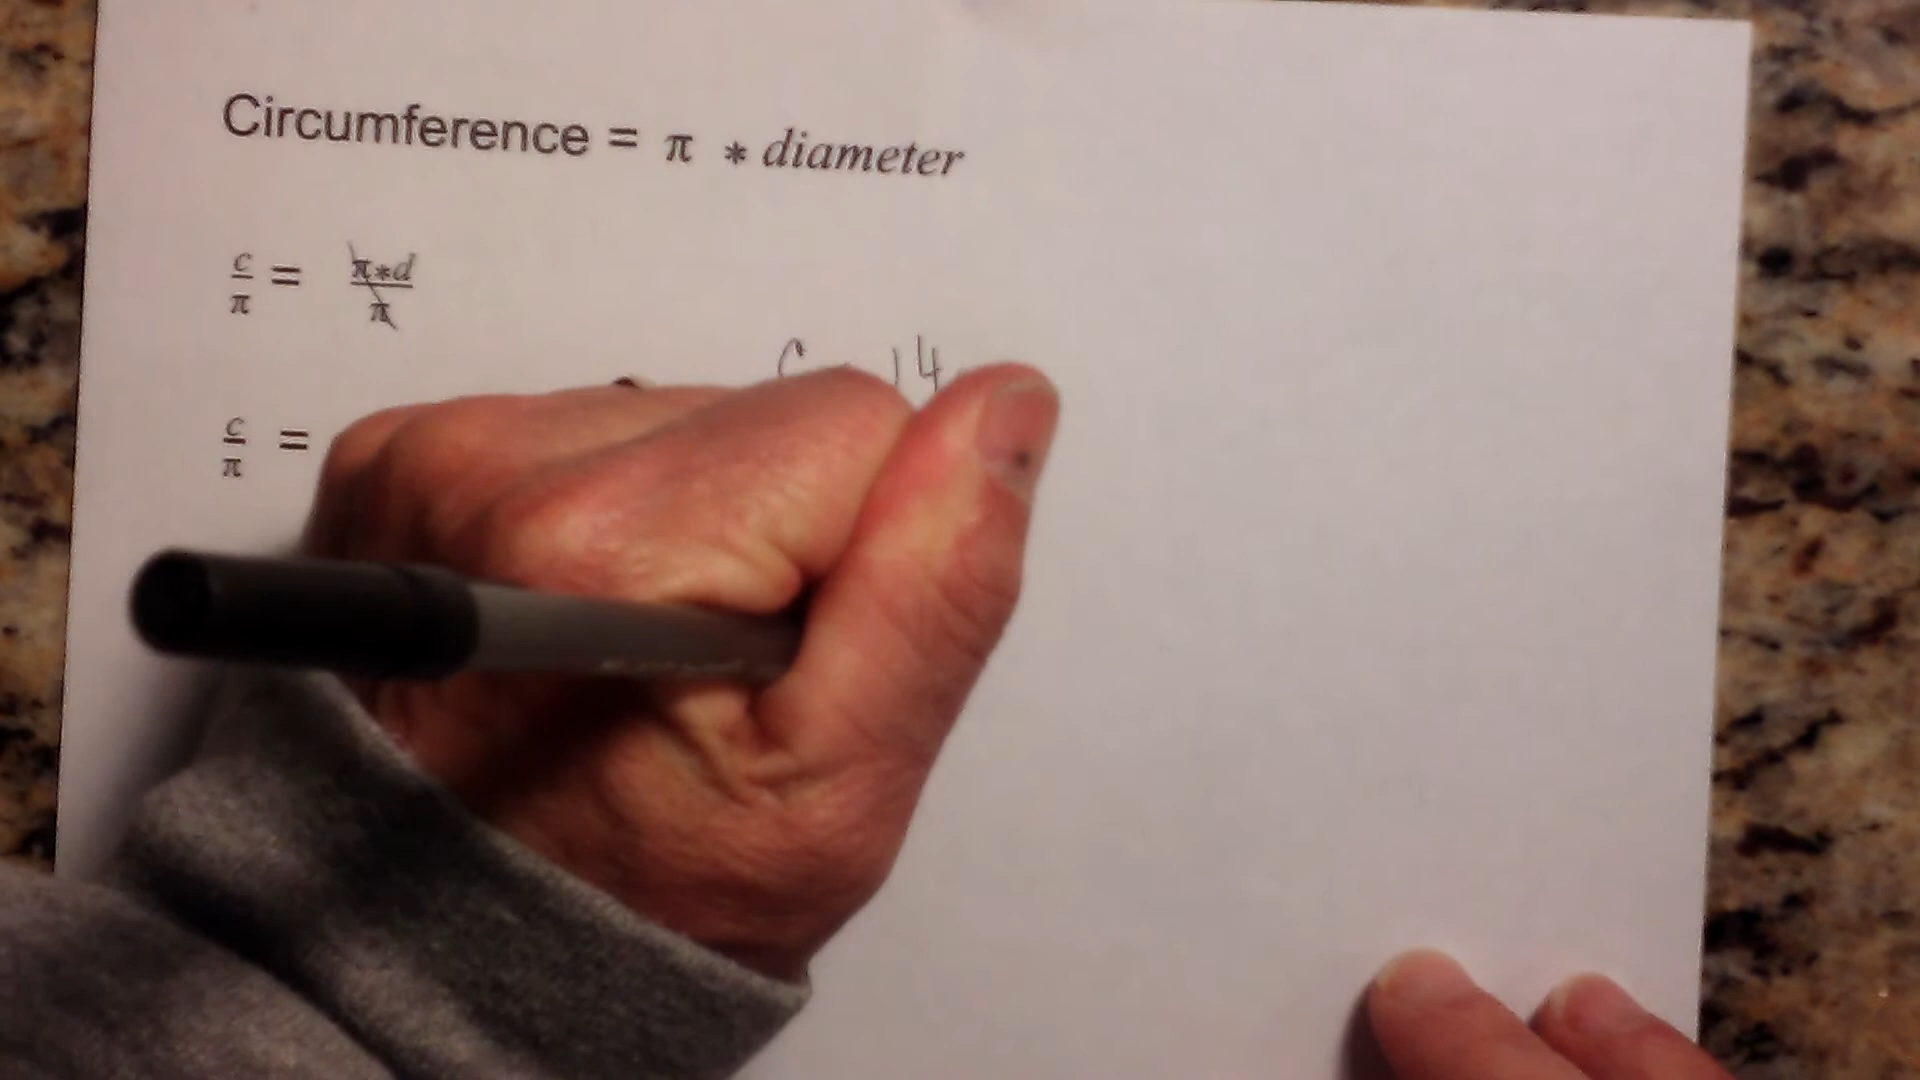 Circumference = π * diameter
c/π = π*d/π
C 14
c/π =